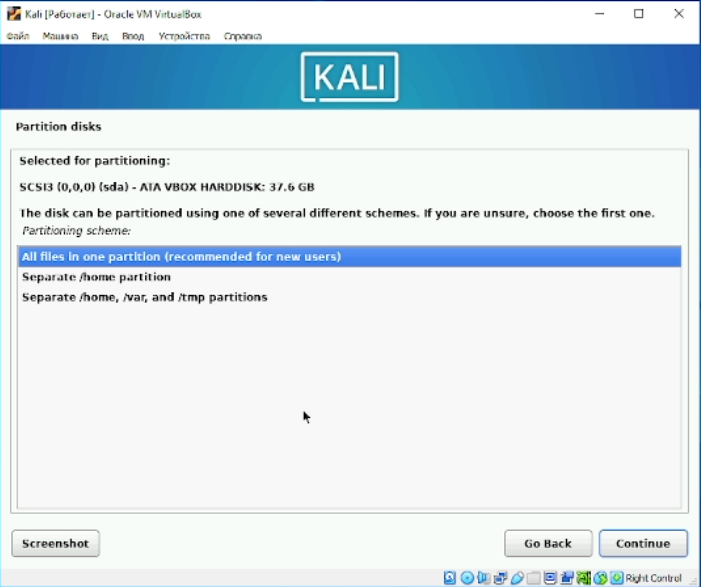 Kali [Работает] - Oracle VM VirtualBox
Файл Машина Вид Ввод Устройства Справка
KALI
Partition disks
Selected for partitioning:
SCSI3 (0,0,0) (sda) - ATA VBOX HARDDISK: 37.6 GB
The disk can be partitioned using one of several different schemes. If you are unsure, choose the first one.
Partitioning scheme:
All files in one partition (recommended for new users)
Separate /home partition
Separate /home, /var, and /tmp partitions
Screenshot Go Back Continue
Right Control